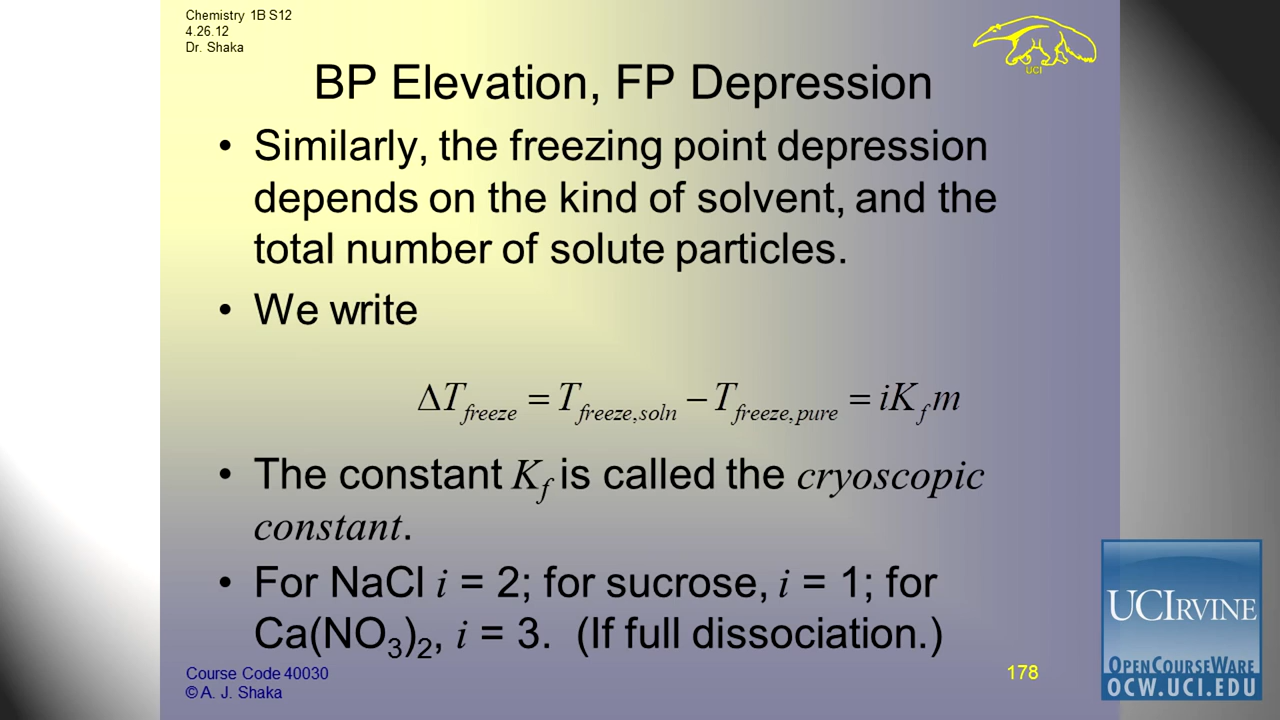 Chemistry 1B S12
4.26.12
Dr. Shaka
UCI
BP Elevation, FP Depression
• Similarly, the freezing point depression
depends on the kind of solvent, and the
total number of solute particles.
• We write
ΔT_freeze = T_freeze,soln − T_freeze,pure = iK_f m
• The constant K_f is called the cryoscopic
constant.
• For NaCl i = 2; for sucrose, i = 1; for
Ca(NO₃)₂, i = 3. (If full dissociation.)
Course Code 40030
© A. J. Shaka
178
UCIRVINE
OPENCOURSEWARE
OCW.UCI.EDU